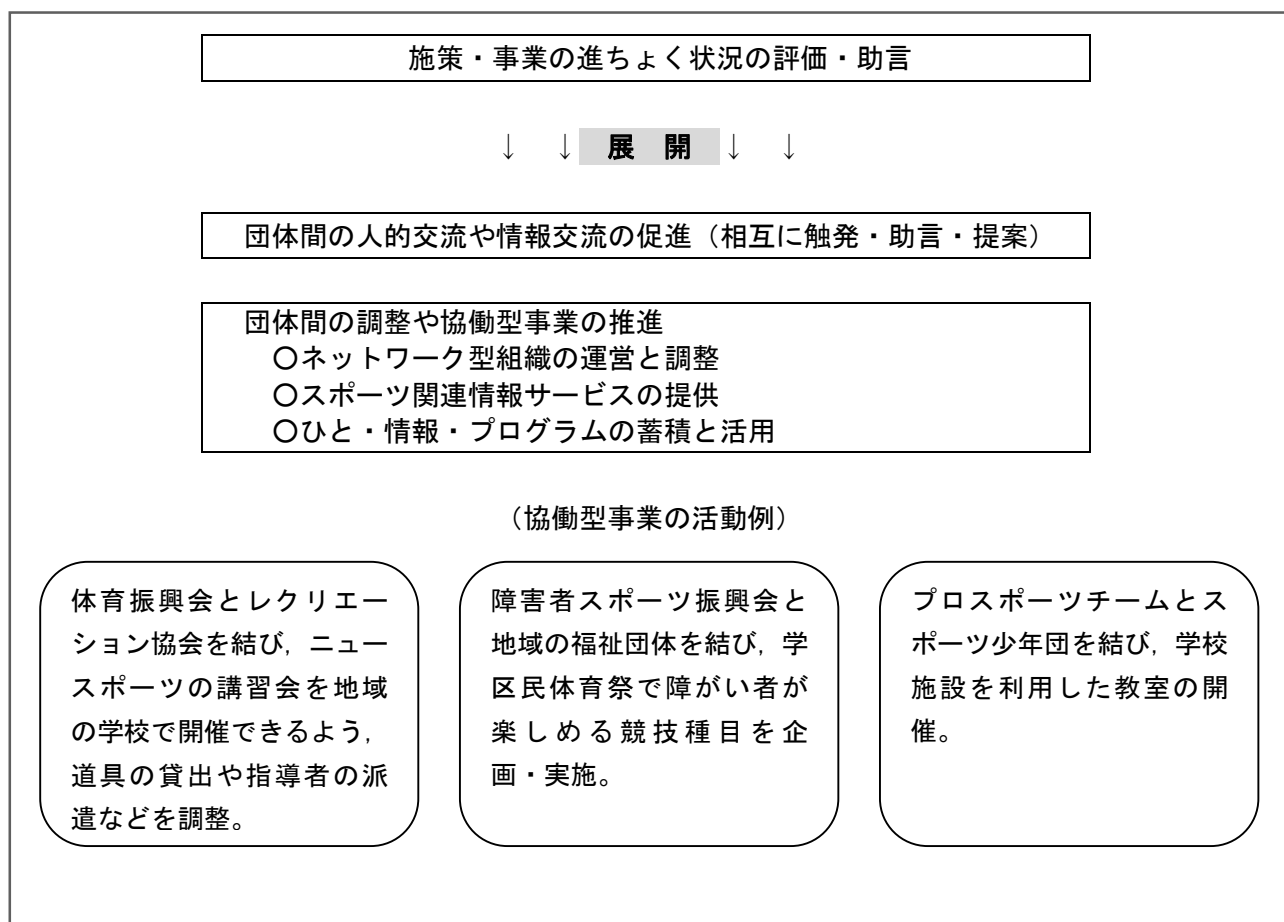 施策・事業の進ちょく状況の評価・助言
↓ ↓ 展 開 ↓ ↓
団体間の人的交流や情報交流の促進（相互に触発・助言・提案）
団体間の調整や協働型事業の推進
〇ネットワーク型組織の運営と調整
〇スポーツ関連情報サービスの提供
〇ひと・情報・プログラムの蓄積と活用
（協働型事業の活動例）
体育振興会とレクリエー
ション協会を結び，ニュー
スポーツの講習会を地域
の学校で開催できるよう，
道具の貸出や指導者の派
遣などを調整。
障害者スポーツ振興会と
地域の福祉団体を結び，学
区民体育祭で障がい者が
楽しめる競技種目を企
画・実施。
プロスポーツチームとス
ポーツ少年団を結び，学校
施設を利用した教室の開
催。